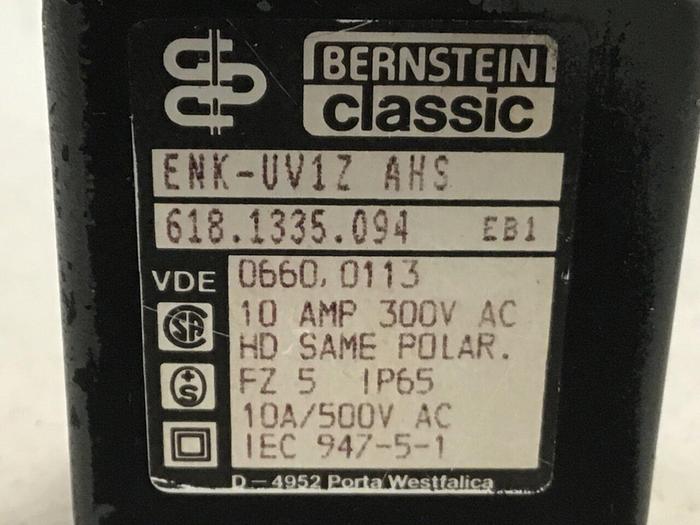 BERNSTEIN
classic
ENK-UV1Z AHS
618.1335.094 EB1
VDE 0660, 0113
10 AMP 300V AC
HD SAME POLAR.
FZ 5 IP65
10A/500V AC
IEC 947-5-1
D - 4952 Porta Westfalica
SA
+
S